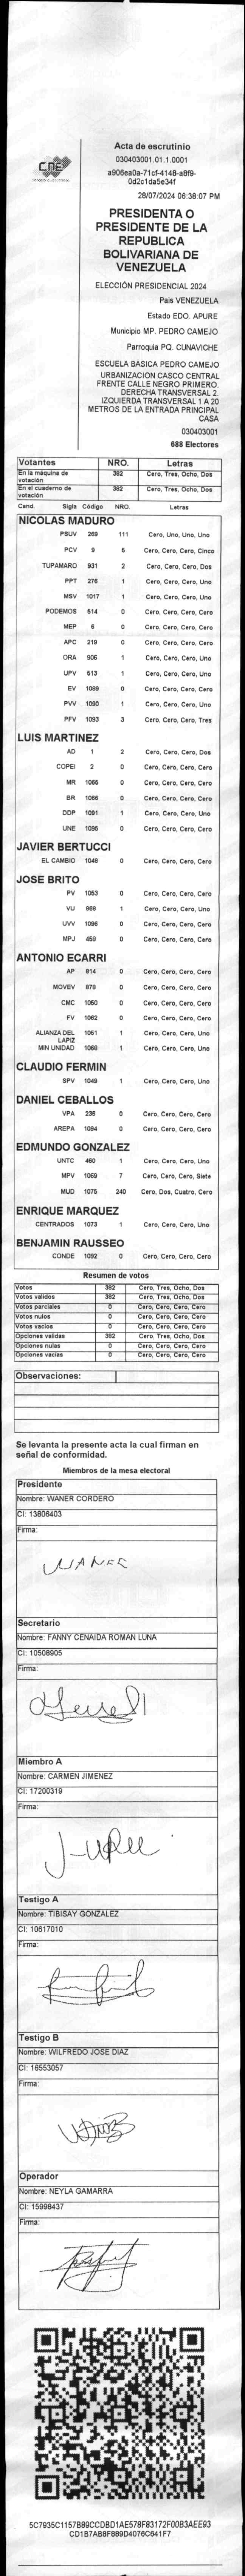 CNE
Acta de escrutinio
030403001.01.1.0001
a906ea0a-71cf-4148-a8f9-
0d2c1da5e34f
28/07/2024 06:38:07 PM
PRESIDENTA O
PRESIDENTE DE LA
REPUBLICA
BOLIVARIANA DE
VENEZUELA
ELECCIÓN PRESIDENCIAL 2024
Pais VENEZUELA
Estado EDO. APURE
Municipio MP. PEDRO CAMEJO
Parroquia PQ. CUNAVICHE
ESCUELA BASICA PEDRO CAMEJO
URBANIZACION CASCO CENTRAL
FRENTE CALLE NEGRO PRIMERO.
DERECHA TRANSVERSAL 2.
IZQUIERDA TRANSVERSAL 1 A 20
METROS DE LA ENTRADA PRINCIPAL
CASA
030403001
688 Electores
Votantes NRO. Letras
En la máquina de votación 382 Cero, Tres, Ocho, Dos
En el cuaderno de votación 382 Cero, Tres, Ocho, Dos
Cand. Sigla Código NRO. Letras
NICOLAS MADURO
PSUV 269 111 Cero, Uno, Uno, Uno
PCV 9 5 Cero, Cero, Cero, Cinco
TUPAMARO 931 2 Cero, Cero, Cero, Dos
PPT 276 1 Cero, Cero, Cero, Uno
MSV 1017 1 Cero, Cero, Cero, Uno
PODEMOS 514 0 Cero, Cero, Cero, Cero
MEP 6 0 Cero, Cero, Cero, Cero
APC 219 0 Cero, Cero, Cero, Cero
ORA 906 1 Cero, Cero, Cero, Uno
UPV 513 1 Cero, Cero, Cero, Uno
EV 1089 0 Cero, Cero, Cero, Cero
PVV 1090 1 Cero, Cero, Cero, Uno
PFV 1093 3 Cero, Cero, Cero, Tres
LUIS MARTINEZ
AD 1 2 Cero, Cero, Cero, Dos
COPEI 2 0 Cero, Cero, Cero, Cero
MR 1065 0 Cero, Cero, Cero, Cero
BR 1066 0 Cero, Cero, Cero, Cero
DDP 1091 1 Cero, Cero, Cero, Uno
UNE 1095 0 Cero, Cero, Cero, Cero
JAVIER BERTUCCI
EL CAMBIO 1048 0 Cero, Cero, Cero, Cero
JOSE BRITO
PV 1053 0 Cero, Cero, Cero, Cero
VU 968 1 Cero, Cero, Cero, Uno
UVV 1096 0 Cero, Cero, Cero, Cero
MPJ 458 0 Cero, Cero, Cero, Cero
ANTONIO ECARRI
AP 914 0 Cero, Cero, Cero, Cero
MOVEV 978 0 Cero, Cero, Cero, Cero
CMC 1050 0 Cero, Cero, Cero, Cero
FV 1062 0 Cero, Cero, Cero, Cero
ALIANZA DEL LAPIZ 1051 1 Cero, Cero, Cero, Uno
MIN UNIDAD 1068 1 Cero, Cero, Cero, Uno
CLAUDIO FERMIN
SPV 1049 1 Cero, Cero, Cero, Uno
DANIEL CEBALLOS
VPA 236 0 Cero, Cero, Cero, Cero
AREPA 1094 0 Cero, Cero, Cero, Cero
EDMUNDO GONZALEZ
UNTC 460 1 Cero, Cero, Cero, Uno
MPV 1069 7 Cero, Cero, Cero, Siete
MUD 1075 240 Cero, Dos, Cuatro, Cero
ENRIQUE MARQUEZ
CENTRADOS 1073 1 Cero, Cero, Cero, Uno
BENJAMIN RAUSSEO
CONDE 1092 0 Cero, Cero, Cero, Cero
Resumen de votos
Votos 382 Cero, Tres, Ocho, Dos
Votos validos 382 Cero, Tres, Ocho, Dos
Votos parciales 0 Cero, Cero, Cero, Cero
Votos nulos 0 Cero, Cero, Cero, Cero
Votos vacios 0 Cero, Cero, Cero, Cero
Opciones validas 382 Cero, Tres, Ocho, Dos
Opciones nulas 0 Cero, Cero, Cero, Cero
Opciones vacias 0 Cero, Cero, Cero, Cero
Observaciones:
Se levanta la presente acta la cual firman en
señal de conformidad.
Miembros de la mesa electoral
Presidente
Nombre: WANER CORDERO
CI: 13806403
Firma:
WANER
Secretario
Nombre: FANNY CENAIDA ROMAN LUNA
CI: 10508905
Firma:
Miembro A
Nombre: CARMEN JIMENEZ
CI: 17200319
Firma:
Testigo A
Nombre: TIBISAY GONZALEZ
CI: 10617010
Firma:
Testigo B
Nombre: WILFREDO JOSE DIAZ
CI: 16553057
Firma:
Operador
Nombre: NEYLA GAMARRA
CI: 15998437
Firma:
5C7935C1157B89CCDBD1AE578F83172F00B3AEE93
CD1B7AB8F889D4076C641F7